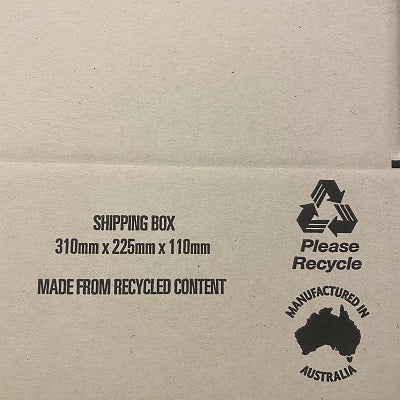 SHIPPING BOX
310mm x 225mm x 110mm
MADE FROM RECYCLED CONTENT
Please
Recycle
MANUFACTURED IN
AUSTRALIA